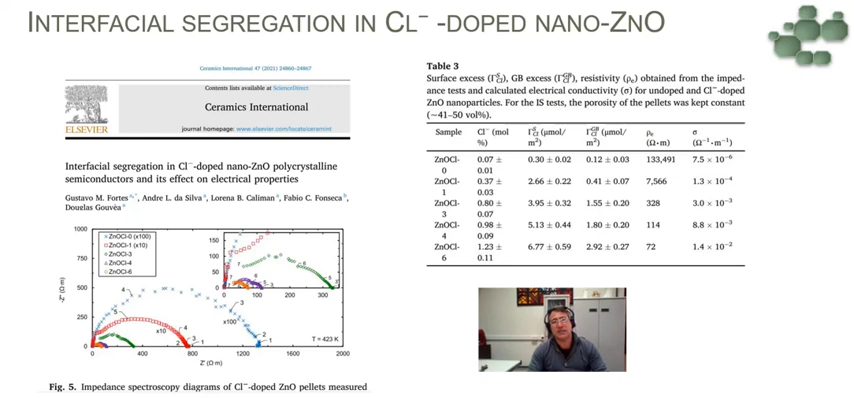 INTERFACIAL SEGREGATION IN CL⁻ -DOPED NANO-ZNO
Ceramics International 47 (2021) 24860–24867
Contents lists available at ScienceDirect
Ceramics International
ELSEVIER
journal homepage: www.elsevier.com/locate/ceramint
Interfacial segregation in Cl⁻-doped nano-ZnO polycrystalline
semiconductors and its effect on electrical properties
Gustavo M. Fortes a,*, Andre L. da Silva a, Lorena B. Caliman a, Fabio C. Fonseca b,
Douglas Gouvêa a
-Z" (Ω·m)
1000
750
500
250
0
ZnOCl-0 (x100)
ZnOCl-1 (x10)
ZnOCl-3
ZnOCl-4
ZnOCl-6
150
100
50
0
0 100 200 300
x10
x100
T = 423 K
0 400 800 1200 1600 2000
Z' (Ω·m)
Fig. 5. Impedance spectroscopy diagrams of Cl⁻-doped ZnO pellets measured
Table 3
Surface excess (Γ^S_Cl), GB excess (Γ^GB_Cl), resistivity (ρe) obtained from the imped-
ance tests and calculated electrical conductivity (σ) for undoped and Cl⁻-doped
ZnO nanoparticles. For the IS tests, the porosity of the pellets was kept constant
(~41–50 vol%).
Sample Cl⁻ (mol %) Γ^S_Cl (μmol/m²) Γ^GB_Cl (μmol/m²) ρe (Ω·m) σ (Ω⁻¹·m⁻¹)
ZnOCl-0 0.07 ± 0.01 0.30 ± 0.02 0.12 ± 0.03 133,491 7.5 × 10⁻⁶
ZnOCl-1 0.37 ± 0.03 2.66 ± 0.22 0.41 ± 0.07 7,566 1.3 × 10⁻⁴
ZnOCl-3 0.80 ± 0.07 3.95 ± 0.32 1.55 ± 0.20 328 3.0 × 10⁻³
ZnOCl-4 0.98 ± 0.09 5.13 ± 0.44 1.80 ± 0.20 114 8.8 × 10⁻³
ZnOCl-6 1.23 ± 0.11 6.77 ± 0.59 2.92 ± 0.27 72 1.4 × 10⁻²